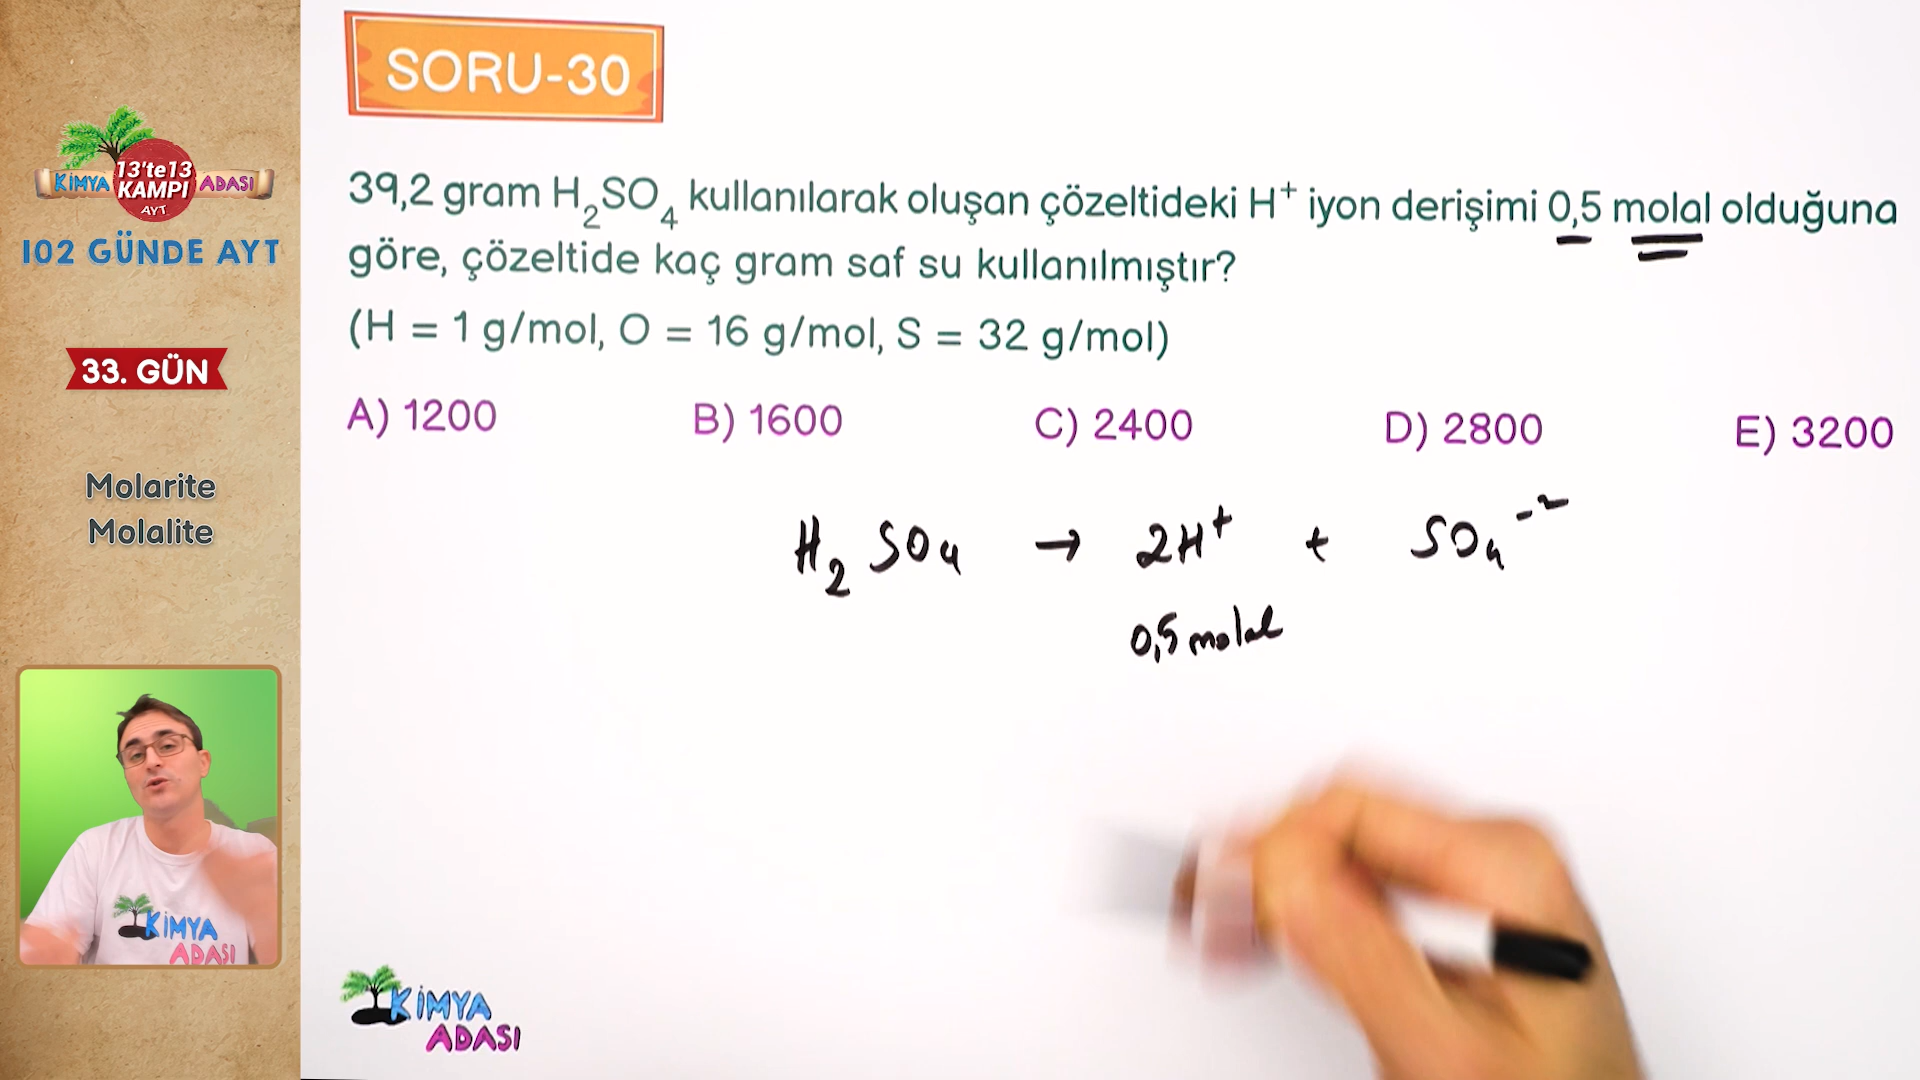 SORU-30
39,2 gram H₂SO₄ kullanılarak oluşan çözeltideki H⁺ iyon derişimi 0,5 molal olduğuna
göre, çözeltide kaç gram saf su kullanılmıştır?
(H = 1 g/mol, O = 16 g/mol, S = 32 g/mol)
A) 1200 B) 1600 C) 2400 D) 2800 E) 3200
H₂SO₄ → 2H⁺ + SO₄⁻²
0,5 molal
13'te13
KİMYA KAMPI ADASI
AYT
102 GÜNDE AYT
33. GÜN
Molarite
Molalite
KİMYA
ADASI
KİMYA
ADASI